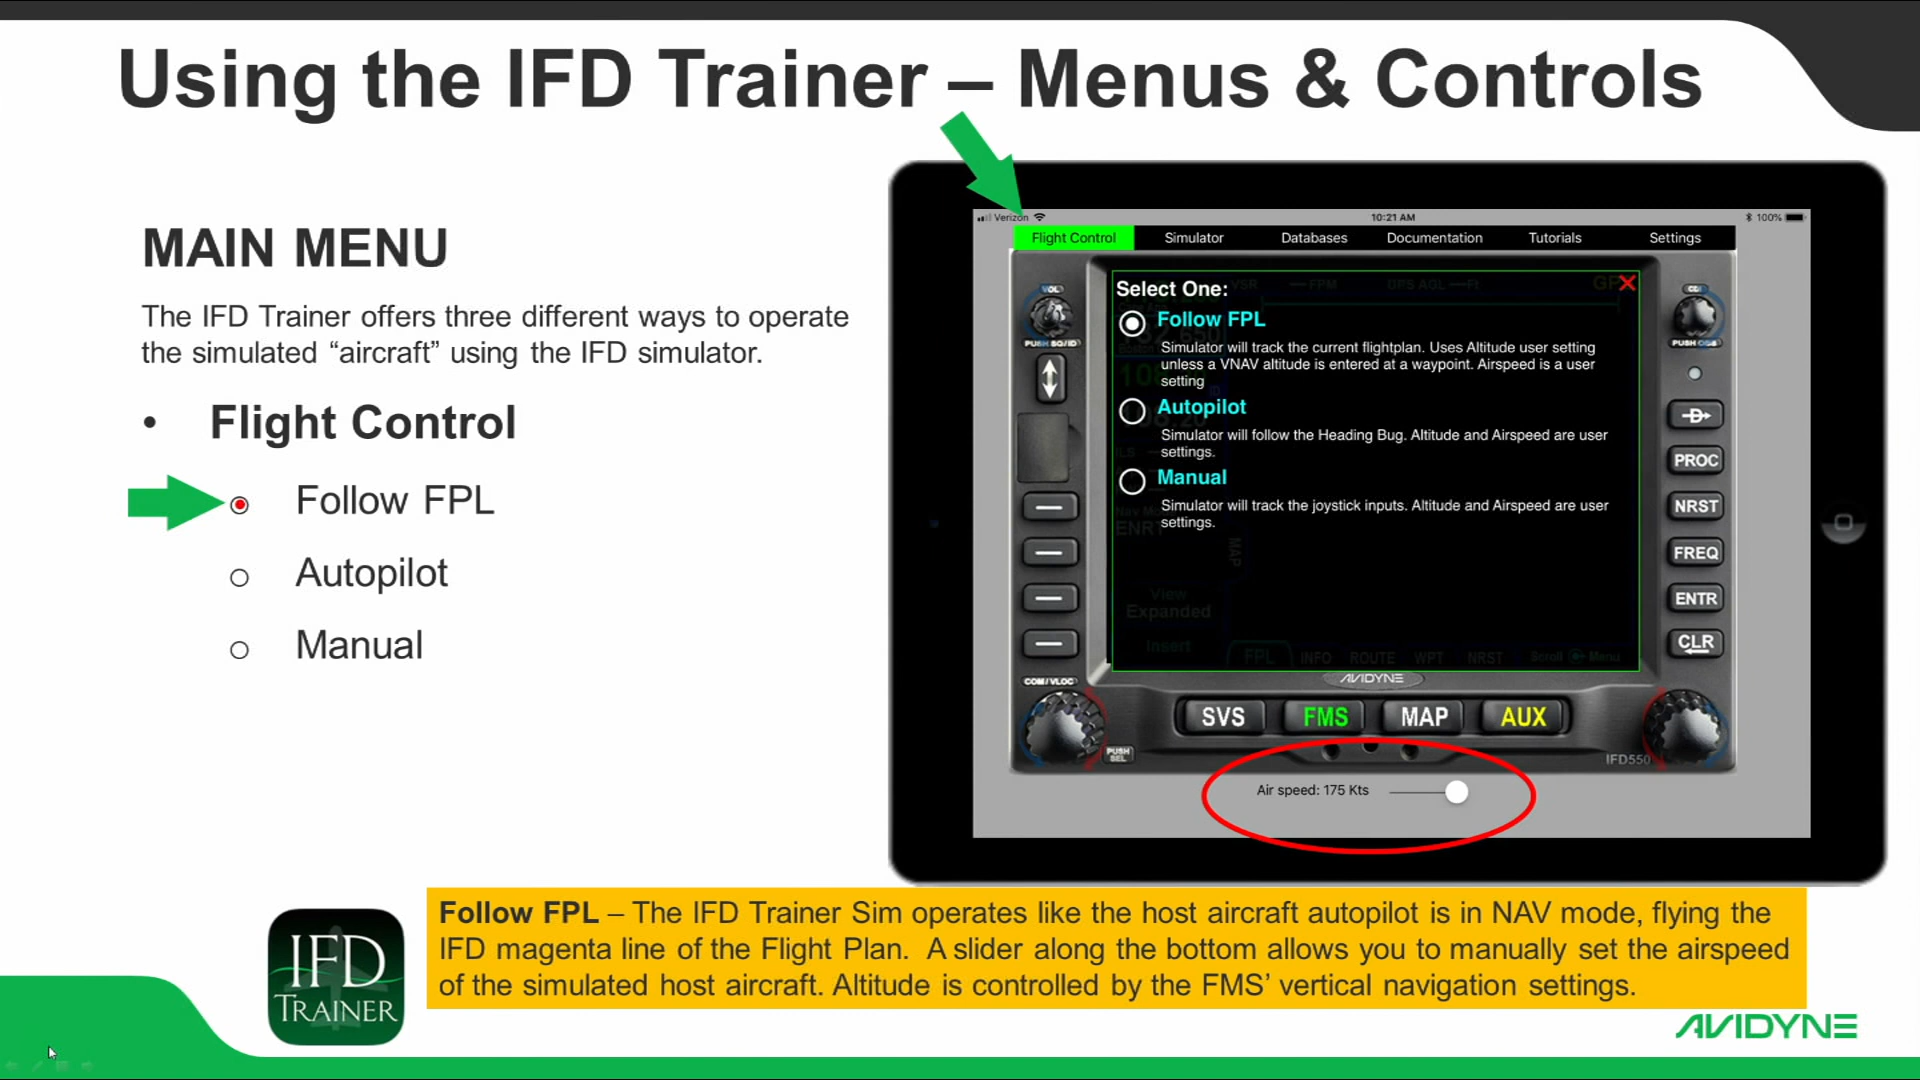 Using the IFD Trainer – Menus & Controls
MAIN MENU
The IFD Trainer offers three different ways to operate
the simulated “aircraft” using the IFD simulator.
• Flight Control
Follow FPL
Autopilot
Manual
Verizon
10:21 AM
100%
Flight Control
Simulator
Databases
Documentation
Tutorials
Settings
Select One:
Follow FPL
Simulator will track the current flightplan. Uses Altitude user setting
unless a VNAV altitude is entered at a waypoint. Airspeed is a user
setting
Autopilot
Simulator will follow the Heading Bug. Altitude and Airspeed are user
settings.
Manual
Simulator will track the joystick inputs. Altitude and Airspeed are user
settings.
VSR
FPM
GPS AGL
Ft
ENRT
MAP
View
Expanded
Insert
FPL
INFO
ROUTE
WPT
NRST
Scroll
Menu
VOL
PUSH SQ/ID
COM/VLOC
PUSH
SEL
PROC
NRST
FREQ
ENTR
CLR
AVIDYNE
SVS
FMS
MAP
AUX
IFD550
Air speed: 175 Kts
IFD
TRAINER
Follow FPL – The IFD Trainer Sim operates like the host aircraft autopilot is in NAV mode, flying the
IFD magenta line of the Flight Plan. A slider along the bottom allows you to manually set the airspeed
of the simulated host aircraft. Altitude is controlled by the FMS’ vertical navigation settings.
AVIDYNE